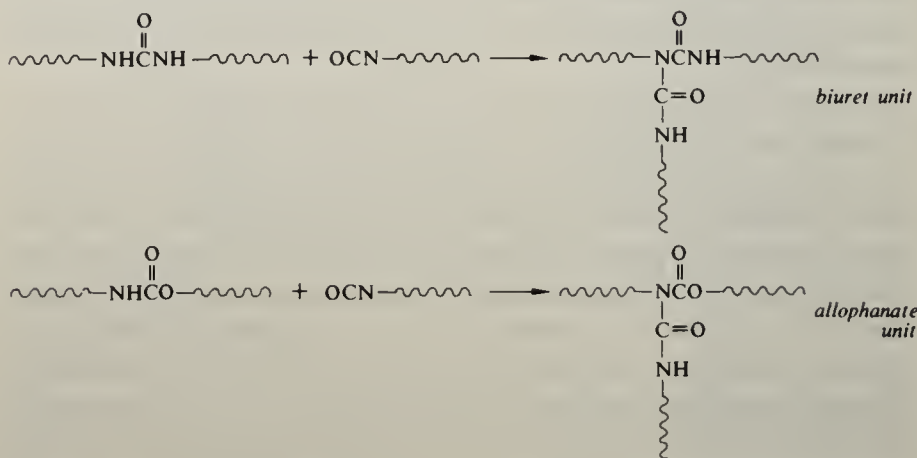 O
NHCNH + OCN → NCNH
O
C=O
biuret unit
NH
O
NHCO + OCN → NCO
O
allophanate
unit
C=O
NH